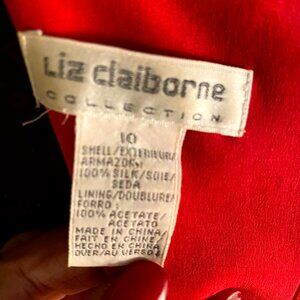 Liz claiborne
COLLECTION
10
SHELL/EXTERIEUR/
ARMAZON:
100% SILK/SOIE/
SEDA
LINING/DOUBLURE/
FORRO:
100% ACETATE/
ACETATO
MADE IN CHINA/
FAIT EN CHINE/
HECHO EN CHINA
OVER/AU VERSO/